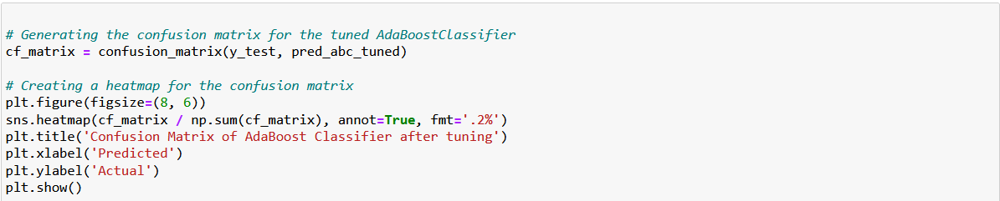 # Generating the confusion matrix for the tuned AdaBoostClassifier
cf_matrix = confusion_matrix(y_test, pred_abc_tuned)
# Creating a heatmap for the confusion matrix
plt.figure(figsize=(8, 6))
sns.heatmap(cf_matrix / np.sum(cf_matrix), annot=True, fmt='.2%')
plt.title('Confusion Matrix of AdaBoost Classifier after tuning')
plt.xlabel('Predicted')
plt.ylabel('Actual')
plt.show()